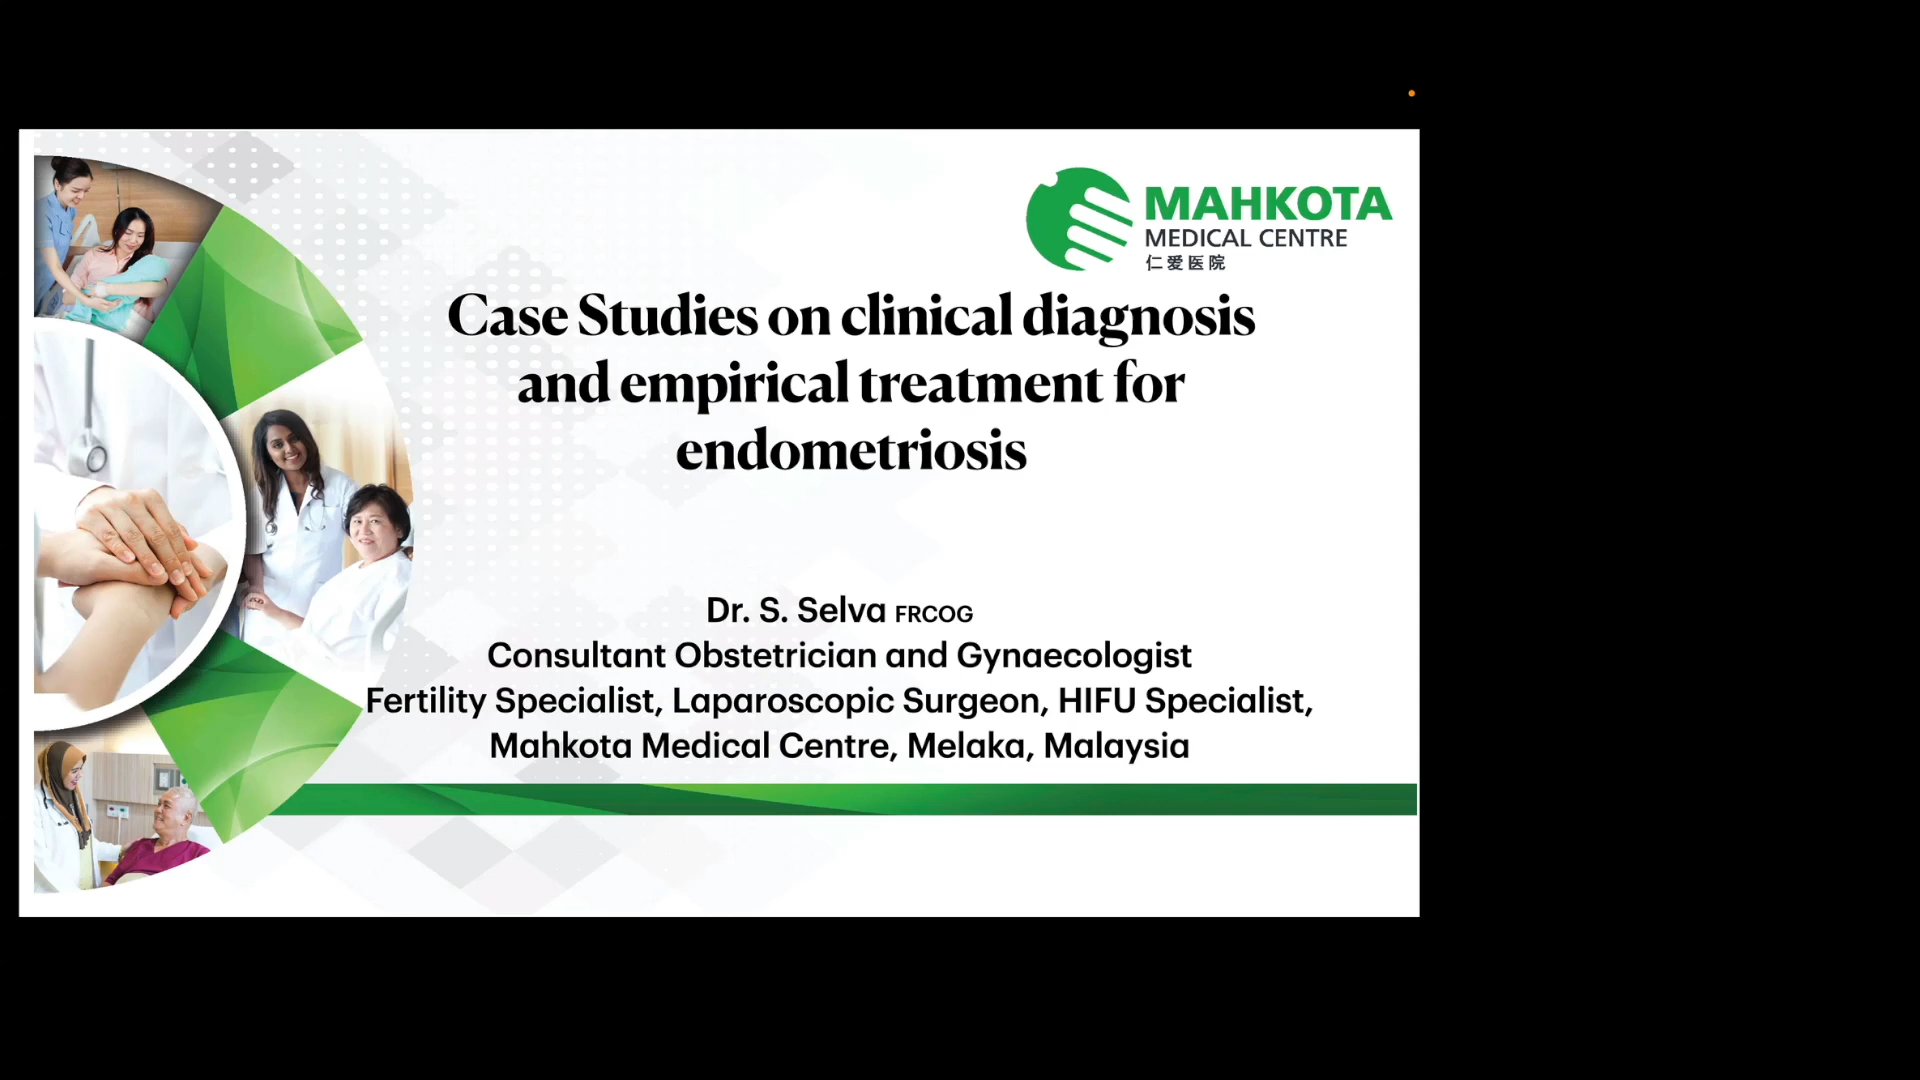 MAHKOTA
MEDICAL CENTRE
仁爱医院
Case Studies on clinical diagnosis
and empirical treatment for
endometriosis
Dr. S. Selva FRCOG
Consultant Obstetrician and Gynaecologist
Fertility Specialist, Laparoscopic Surgeon, HIFU Specialist,
Mahkota Medical Centre, Melaka, Malaysia